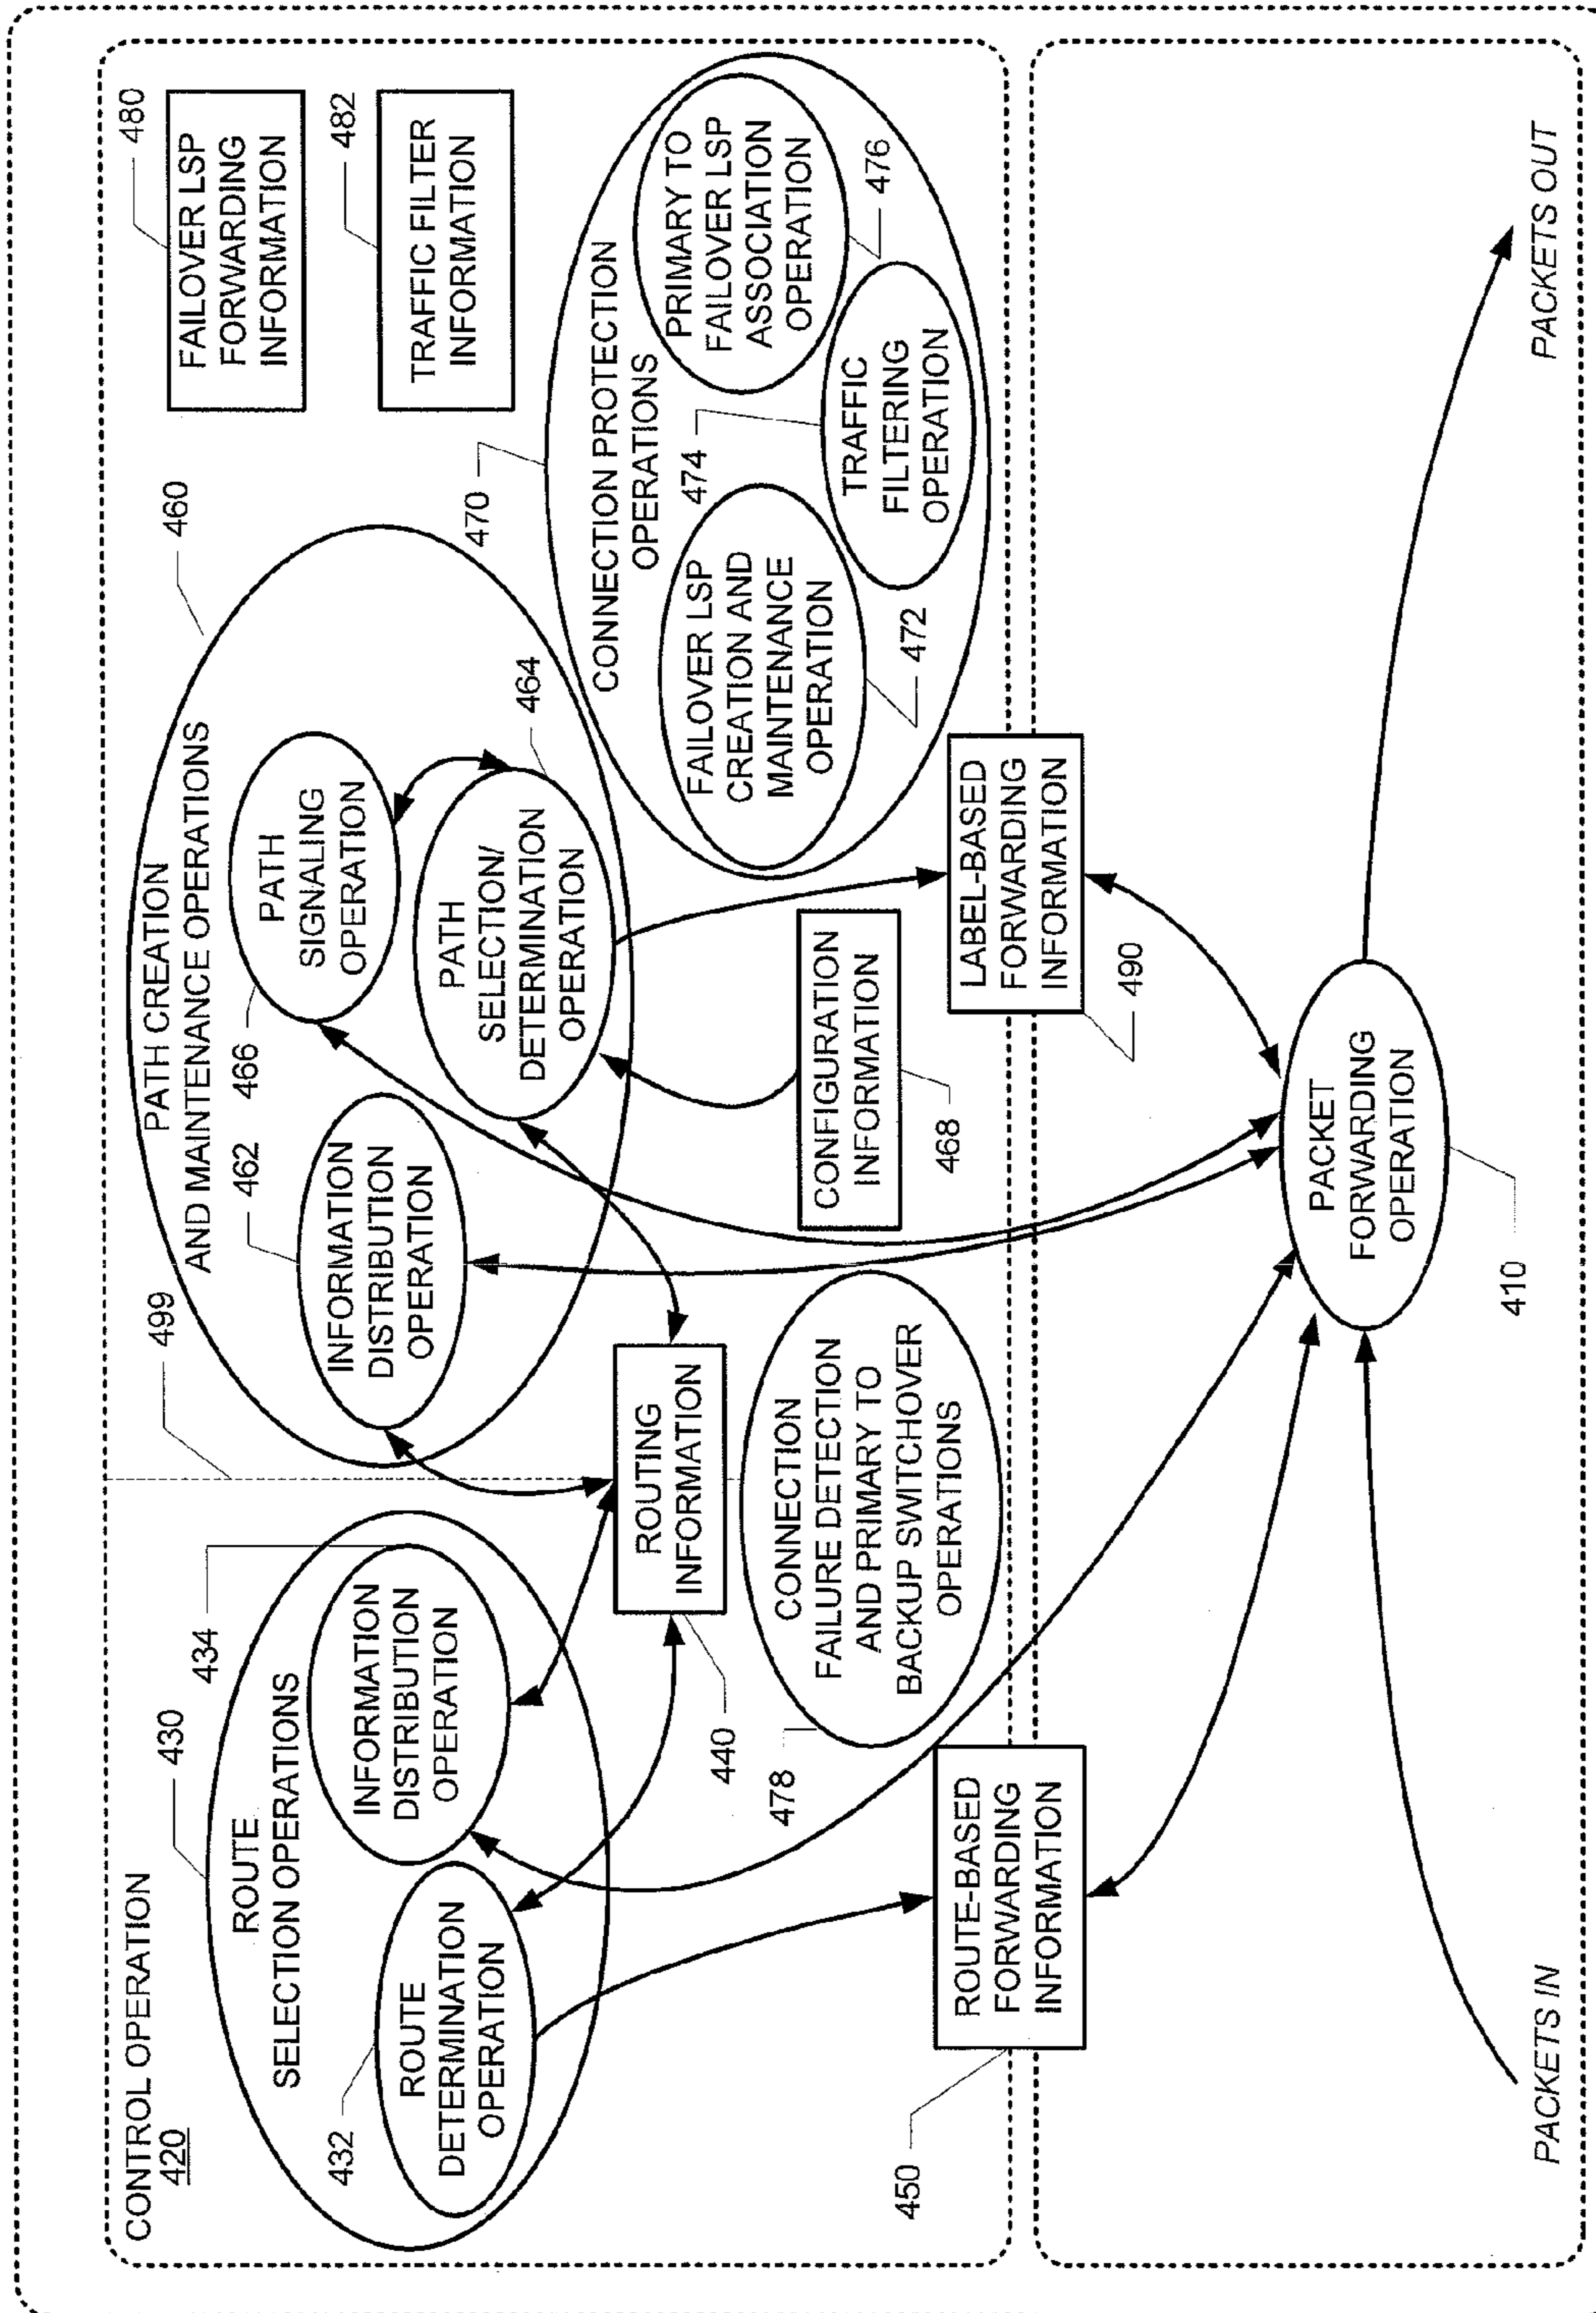 CONTROL OPERATION
420
430
ROUTE
SELECTION OPERATIONS
432
ROUTE
DETERMINATION
OPERATION
434
INFORMATION
DISTRIBUTION
OPERATION
499
440
ROUTING
INFORMATION
478
CONNECTION
FAILURE DETECTION
AND PRIMARY TO
BACKUP SWITCHOVER
OPERATIONS
450
ROUTE-BASED
FORWARDING
INFORMATION
460
PATH CREATION
AND MAINTENANCE OPERATIONS
462
INFORMATION
DISTRIBUTION
OPERATION
466
PATH
SIGNALING
OPERATION
464
PATH
SELECTION/
DETERMINATION
OPERATION
CONFIGURATION
INFORMATION
468
LABEL-BASED
FORWARDING
INFORMATION
490
470
CONNECTION PROTECTION
OPERATIONS
FAILOVER LSP
CREATION AND
MAINTENANCE
OPERATION
472
474
TRAFFIC
FILTERING
OPERATION
PRIMARY TO
FAILOVER LSP
ASSOCIATION
OPERATION
476
480
FAILOVER LSP
FORWARDING
INFORMATION
482
TRAFFIC FILTER
INFORMATION
PACKET
FORWARDING
OPERATION
410
PACKETS IN
PACKETS OUT